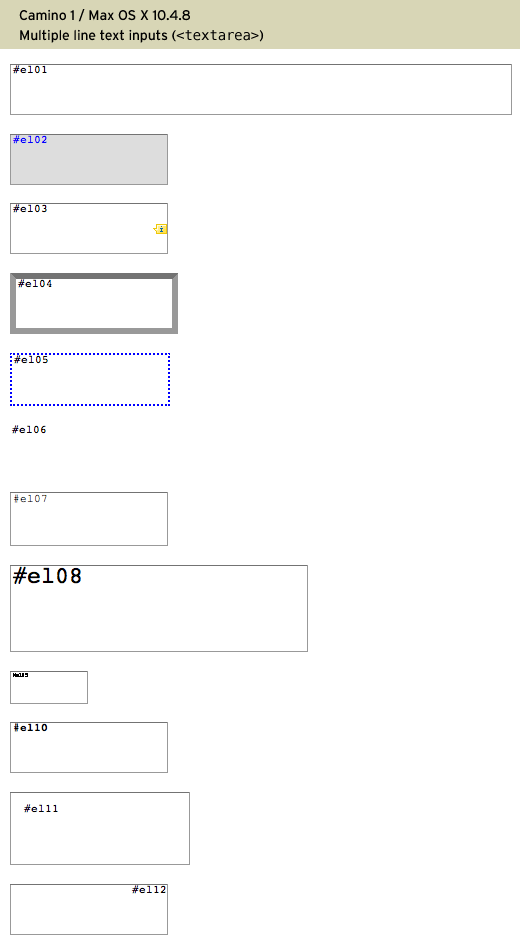 Camino 1 / Max OS X 10.4.8
Multiple line text inputs (<textarea>)
#el01
#el02
#el03
#el04
#el05
#el06
#el07
#el08
#el09
#el10
#el11
#el12